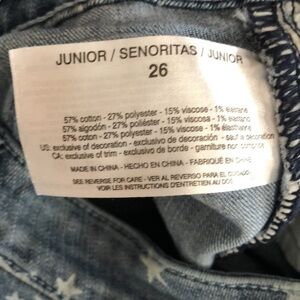 JUNIOR / SENORITAS / JUNIOR
26
57% cotton - 27% polyester - 15% viscose - 1% elastane
57% algodón - 27% poliéster - 15% viscosa - 1% elastano
57% coton - 27% polyester - 15% viscose - 1% élasthanne
US: exclusive of decoration - exclusivo de decoración - sauf la décoration
CA: exclusive of trim - exclusivo de borde - garniture non comprise
MADE IN CHINA - HECHO EN CHINA - FABRIQUÉ EN CHINE
SEE REVERSE FOR CARE - VER AL REVERSO PARA EL CUIDADO
VOIR LES INSTRUCTIONS D'ENTRETIEN AU DOS